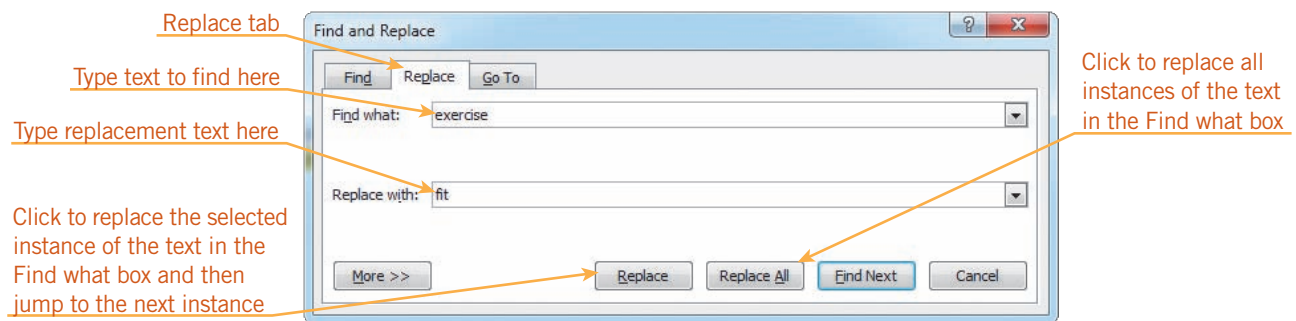 Replace tab
Type text to find here
Type replacement text here
Click to replace the selected
instance of the text in the
Find what box and then
jump to the next instance
Find and Replace
?
X
Find
Replace
Go To
Find what:
exercise
Replace with:
fit
More >>
Replace
Replace All
Find Next
Cancel
Click to replace all
instances of the text
in the Find what box